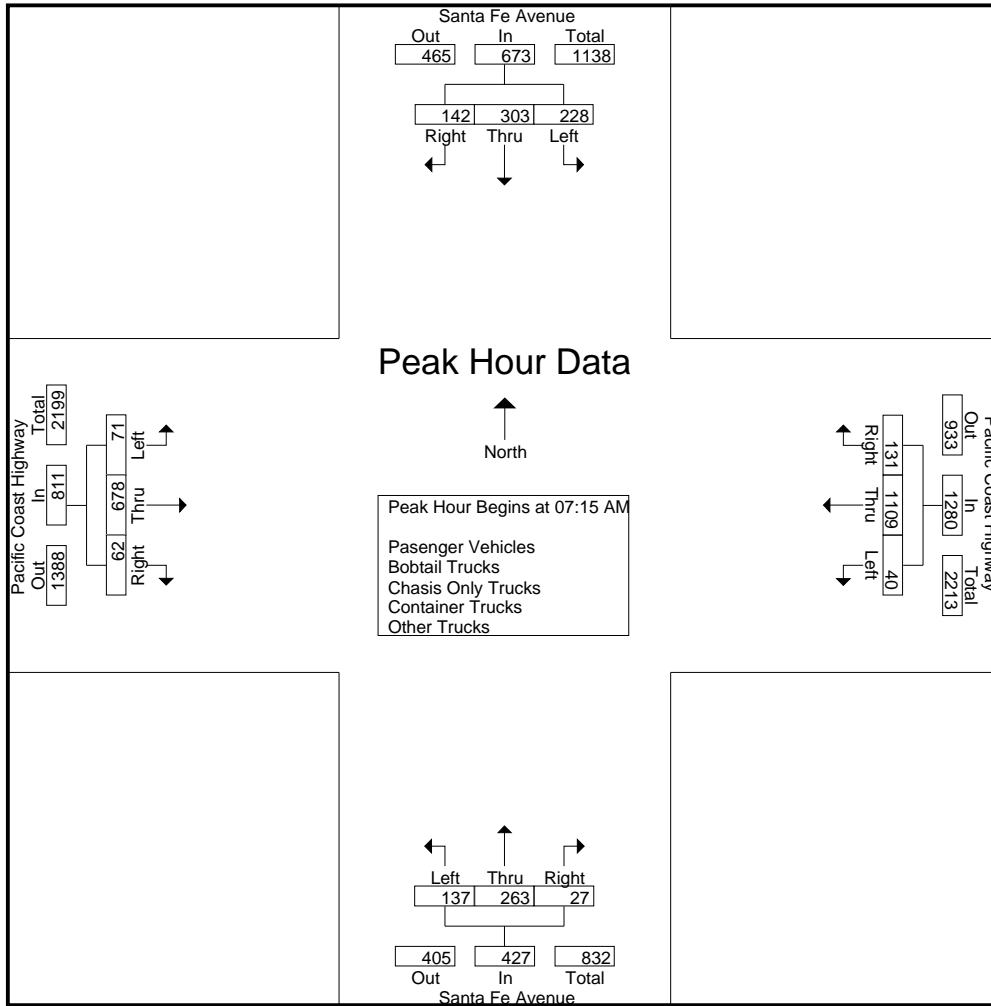 Santa Fe Avenue
Out In Total
465 673 1138
142 303 228
Right Thru Left
Peak Hour Data
North
Peak Hour Begins at 07:15 AM
Pasenger Vehicles
Bobtail Trucks
Chasis Only Trucks
Container Trucks
Other Trucks
Pacific Coast Highway
Out In Total
1388 811 2199
71 678 62
Left Thru Right
Pacific Coast Highway
Out In Total
933 1280 2213
131 1109 40
Right Thru Left
Left Thru Right
137 263 27
405 427 832
Out In Total
Santa Fe Avenue